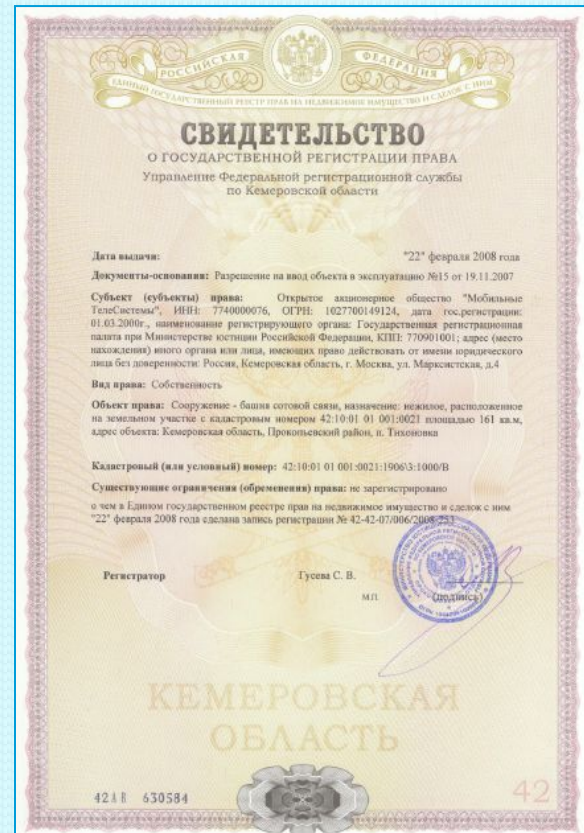 РОССИЙСКАЯ ФЕДЕРАЦИЯ
ЕДИНЫЙ ГОСУДАРСТВЕННЫЙ РЕЕСТР ПРАВ НА НЕДВИЖИМОЕ ИМУЩЕСТВО И СДЕЛОК С НИМ
СВИДЕТЕЛЬСТВО
О ГОСУДАРСТВЕННОЙ РЕГИСТРАЦИИ ПРАВА
Управление Федеральной регистрационной службы
по Кемеровской области
Дата выдачи: "22" февраля 2008 года
Документы-основания: Разрешение на ввод объекта в эксплуатацию №15 от 19.11.2007
Субъект (субъекты) права: Открытое акционерное общество "Мобильные
ТелеСистемы", ИНН: 7740000076, ОГРН: 1027700149124, дата гос.регистрации:
01.03.2000г., наименование регистрирующего органа: Государственная регистрационная
палата при Министерстве юстиции Российской Федерации, КПП: 770901001; адрес (место
нахождения) иного органа или лица, имеющих право действовать от имени юридического
лица без доверенности: Россия, Кемеровская область, г. Москва, ул. Марксистская, д.4
Вид права: Собственность
Объект права: Сооружение - башня сотовой связи, назначение: нежилое, расположенное
на земельном участке с кадастровым номером 42:10:01 01 001:0021 площадью 161 кв.м,
адрес объекта: Кемеровская область, Прокопьевский район, п. Тихоновка
Кадастровый (или условный) номер: 42:10:01 01 001:0021:1906\3:1000/В
Существующие ограничения (обременения) права: не зарегистрировано
о чем в Едином государственном реестре прав на недвижимое имущество и сделок с ним
"22" февраля 2008 года сделана запись регистрации № 42-42-07/006/2008-253
Регистратор Гусева С. В.
М.П. (подпись)
КЕМЕРОВСКАЯ
ОБЛАСТЬ
42АВ 630584
42